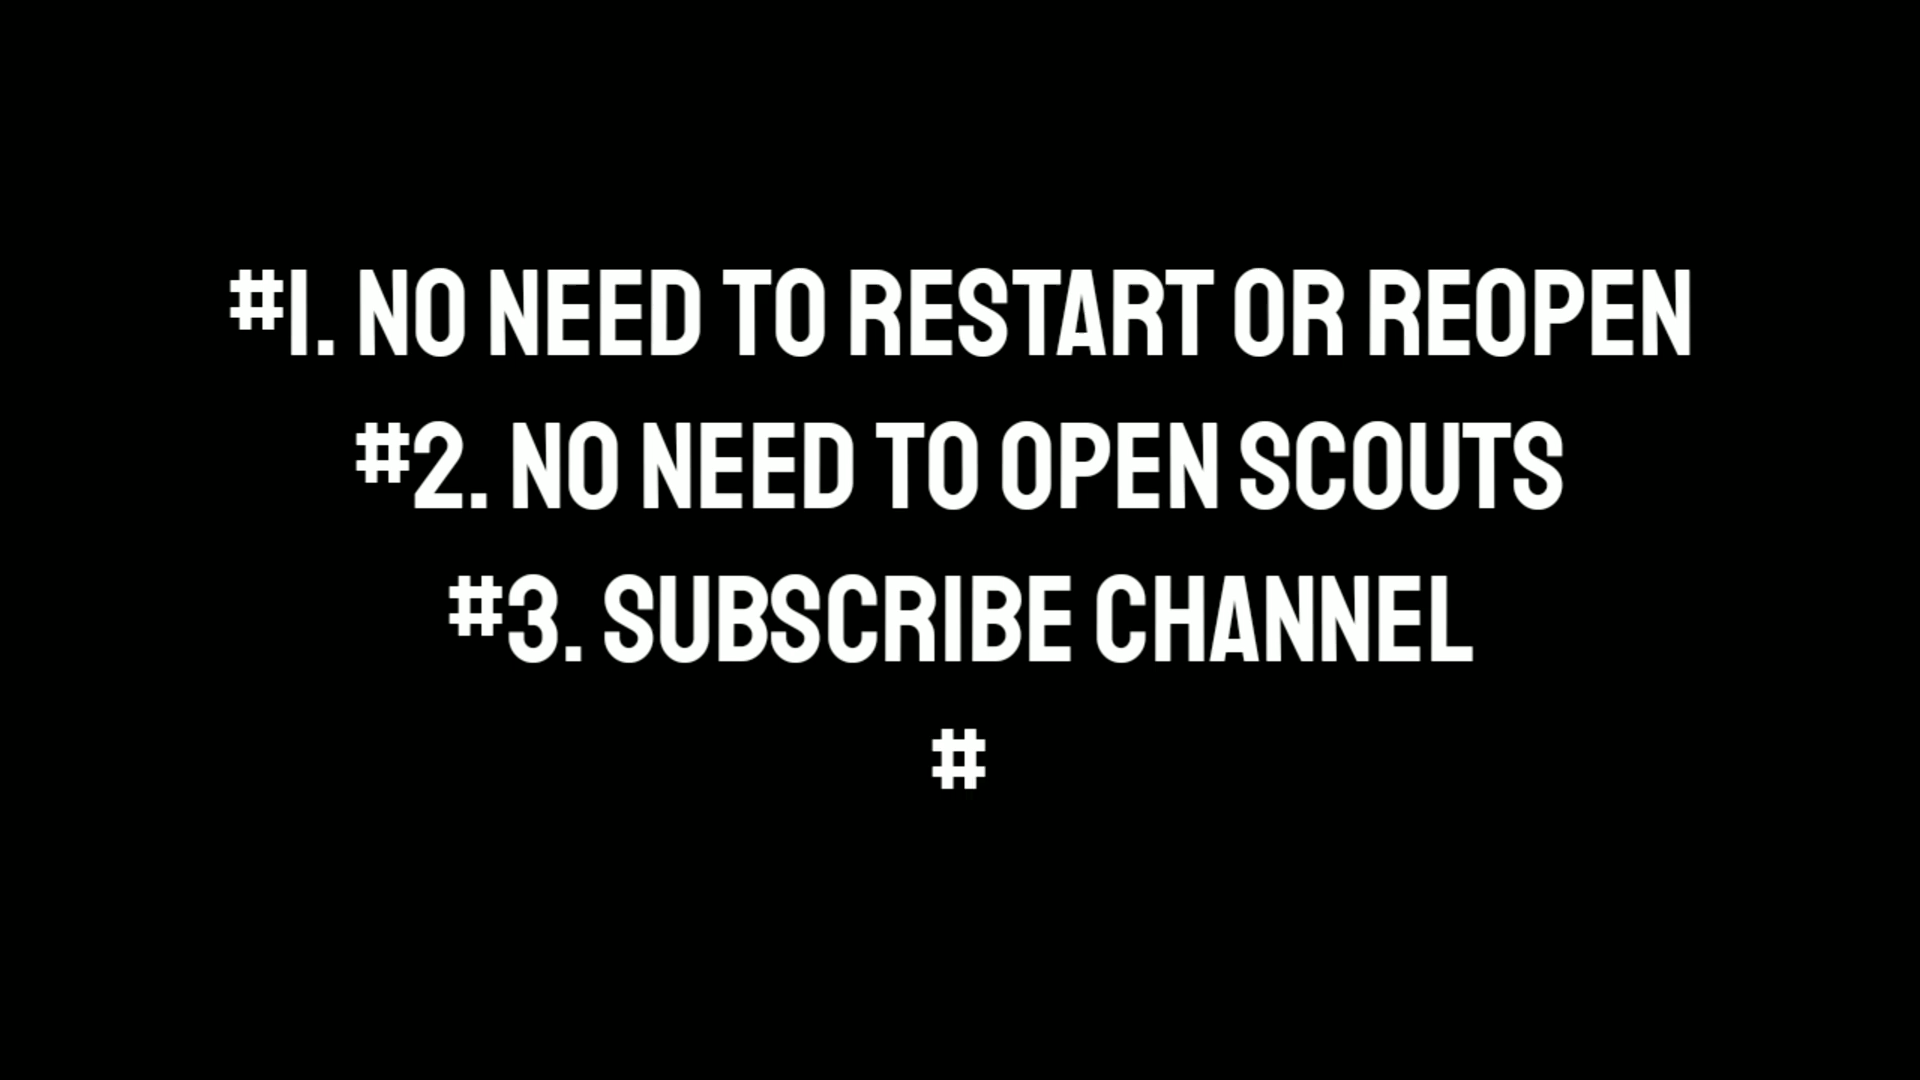 #1. NO NEED TO RESTART OR REOPEN
#2. NO NEED TO OPEN SCOUTS
#3. SUBSCRIBE CHANNEL
#